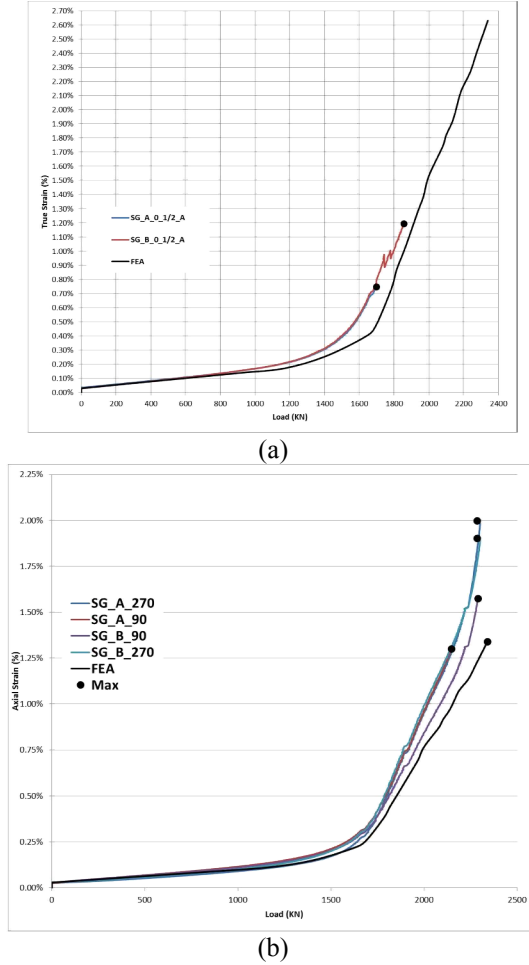 2.70%
2.60%
2.50%
2.40%
2.30%
2.20%
2.10%
2.00%
1.90%
1.80%
1.70%
1.60%
1.50%
1.40%
1.30%
1.20%
1.10%
1.00%
0.90%
0.80%
0.70%
0.60%
0.50%
0.40%
0.30%
0.20%
0.10%
0.00%
True Strain (%)
SG_A_0_1/2_A
SG_B_0_1/2_A
FEA
0 200 400 600 800 1000 1200 1400 1600 1800 2000 2200 2400
Load (KN)
(a)
2.25%
2.00%
1.75%
1.50%
1.25%
1.00%
0.75%
0.50%
0.25%
0.00%
Axial Strain (%)
SG_A_270
SG_A_90
SG_B_90
SG_B_270
FEA
Max
0 500 1000 1500 2000 2500
Load (KN)
(b)